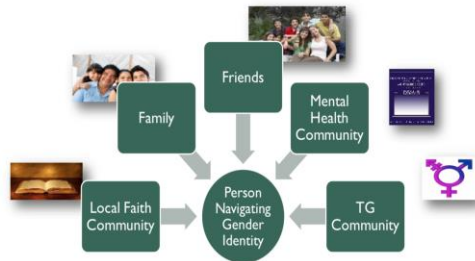 Friends
Family
Mental
Health
Community
Local Faith
Community
Person
Navigating
Gender
Identity
TG
Community